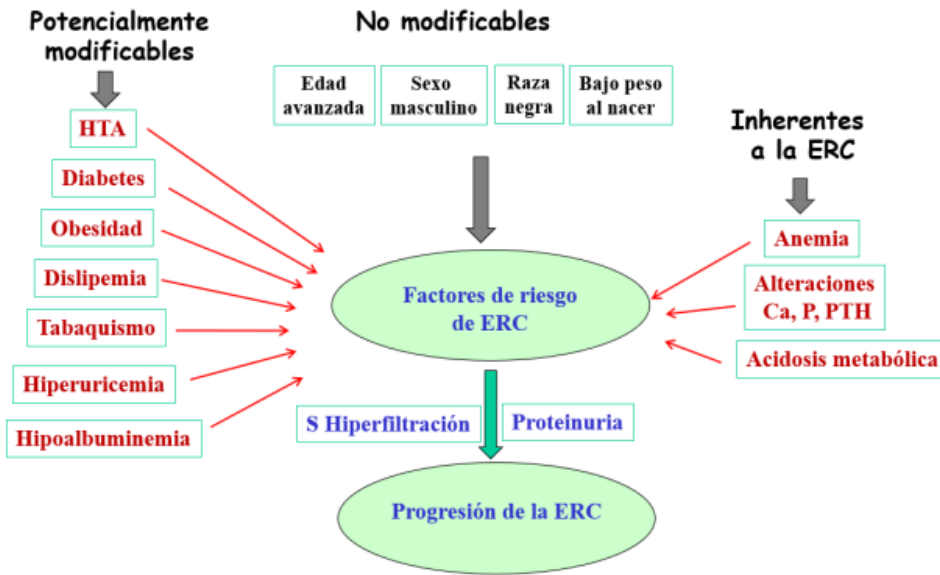 Potencialmente
modificables
HTA
Diabetes
Obesidad
Dislipemia
Tabaquismo
Hiperuricemia
Hipoalbuminemia
No modificables
Edad
avanzada
Sexo
masculino
Raza
negra
Bajo peso
al nacer
Inherentes
a la ERC
Anemia
Alteraciones
Ca, P, PTH
Acidosis metabólica
Factores de riesgo
de ERC
S Hiperfiltración
Proteinuria
Progresión de la ERC